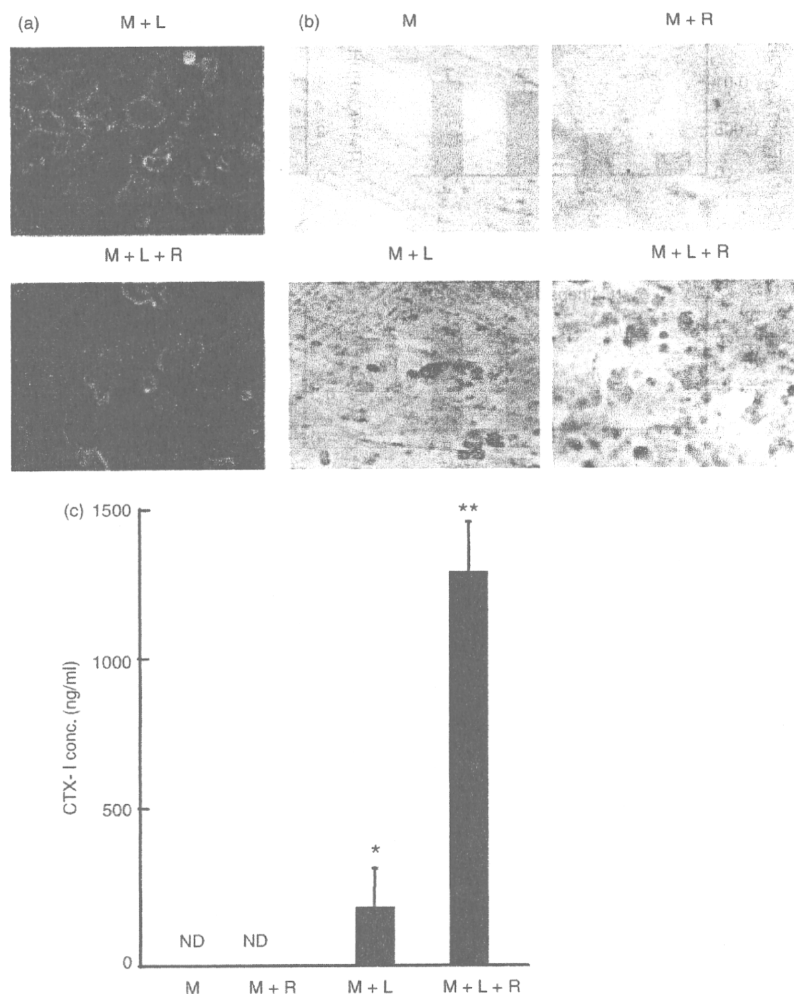 (a)
M + L
(b)
M
M + R
M + L + R
M + L
M + L + R
(c)
1500
**
1000
CTX- I conc. (ng/ml)
500
*
ND
ND
0
M
M + R
M + L
M + L + R